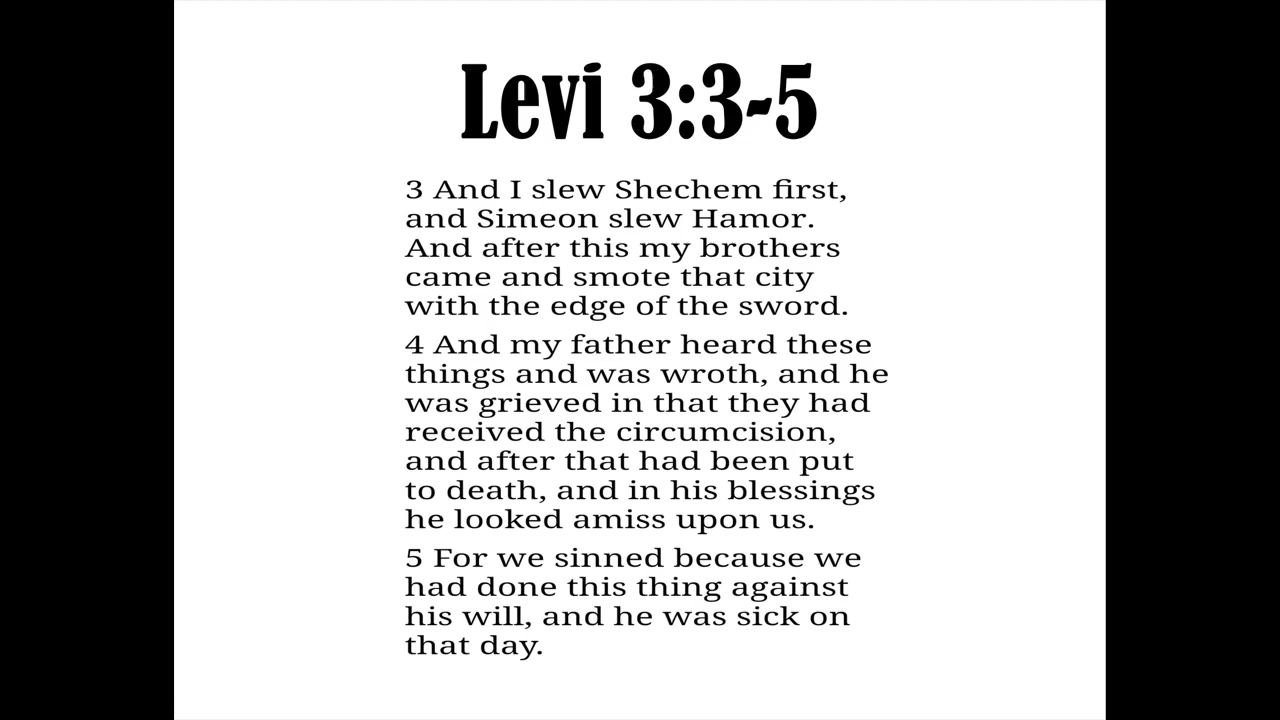 Levi 3:3-5
3 And I slew Shechem first,
and Simeon slew Hamor.
And after this my brothers
came and smote that city
with the edge of the sword.
4 And my father heard these
things and was wroth, and he
was grieved in that they had
received the circumcision,
and after that had been put
to death, and in his blessings
he looked amiss upon us.
5 For we sinned because we
had done this thing against
his will, and he was sick on
that day.